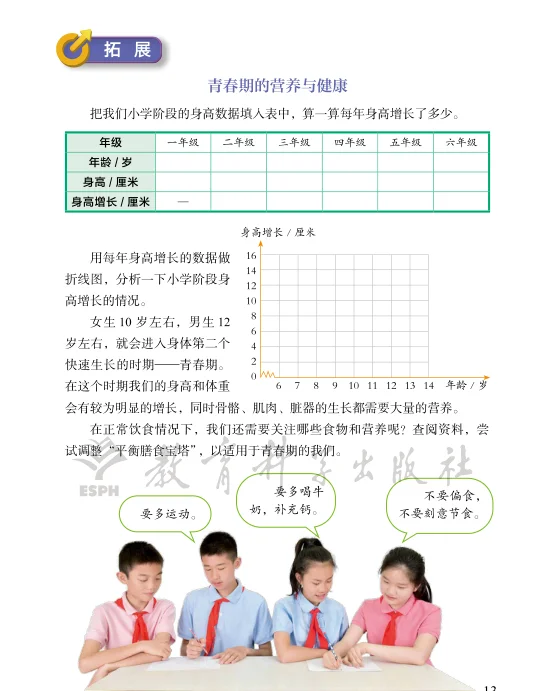 拓 展
青春期的营养与健康
把我们小学阶段的身高数据填入表中，算一算每年身高增长了多少。
年级 一年级 二年级 三年级 四年级 五年级 六年级
年龄 / 岁
身高 / 厘米
身高增长 / 厘米 —
身高增长 / 厘米
16
14
12
10
8
6
4
2
0
6 7 8 9 10 11 12 13 14 年龄 / 岁
用每年身高增长的数据做
折线图，分析一下小学阶段身
高增长的情况。
女生 10 岁左右，男生 12
岁左右，就会进入身体第二个
快速生长的时期——青春期。
在这个时期我们的身高和体重
会有较为明显的增长，同时骨骼、肌肉、脏器的生长都需要大量的营养。
在正常饮食情况下，我们还需要关注哪些食物和营养呢？查阅资料，尝
试调整“平衡膳食宝塔”，以适用于青春期的我们。
ESPH 教育科学出版社
要多运动。
要多喝牛
奶，补充钙。
不要偏食，
不要刻意节食。